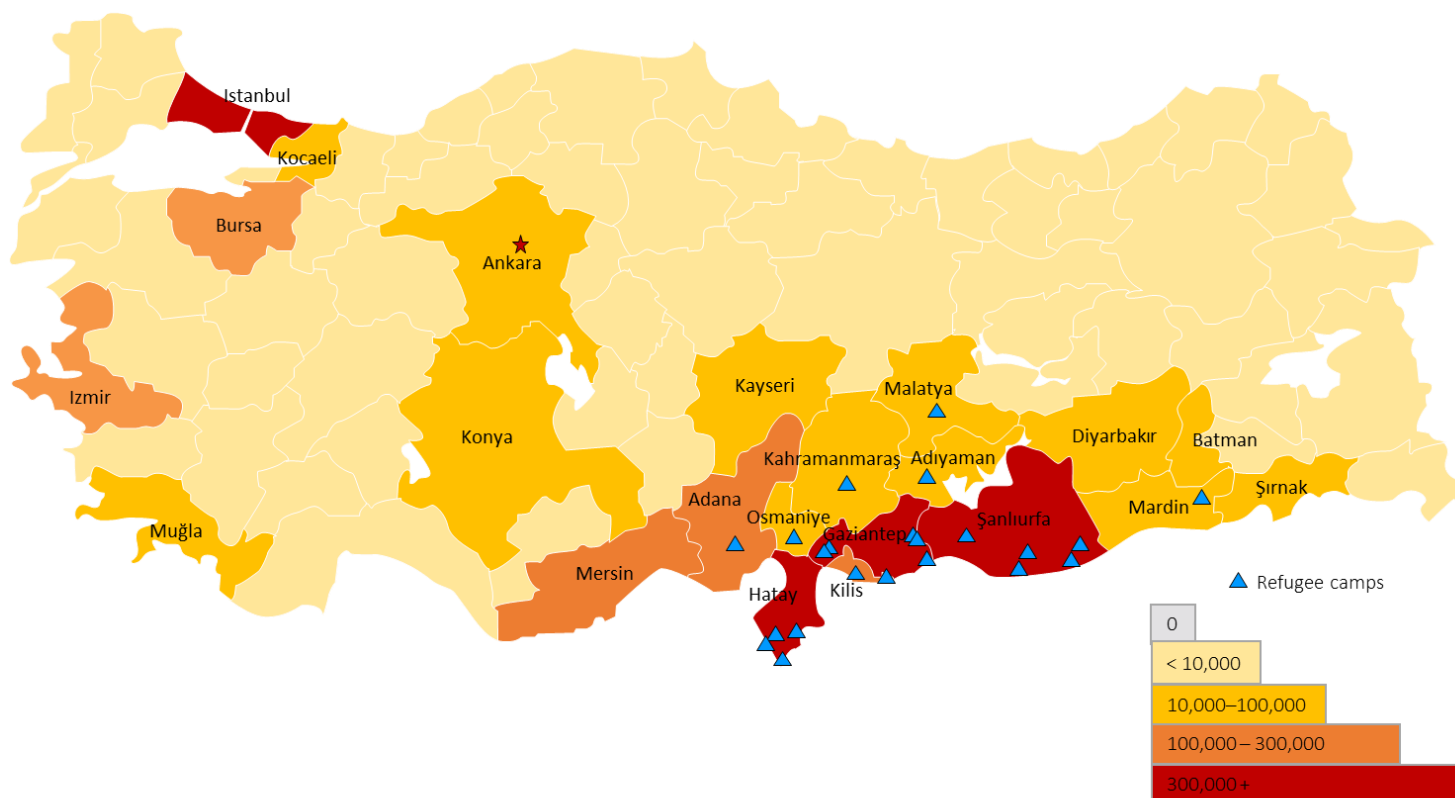 Istanbul
Kocaeli
Bursa
Ankara
Izmir
Kayseri
Malatya
Konya
Diyarbakır
Batman
Kahramanmaraş
Adıyaman
Adana
Şırnak
Mardin
Osmaniye
Şanlıurfa
Muğla
Gaziantep
Mersin
Hatay
Kilis
Refugee camps
0
< 10,000
10,000–100,000
100,000 – 300,000
300,000 +